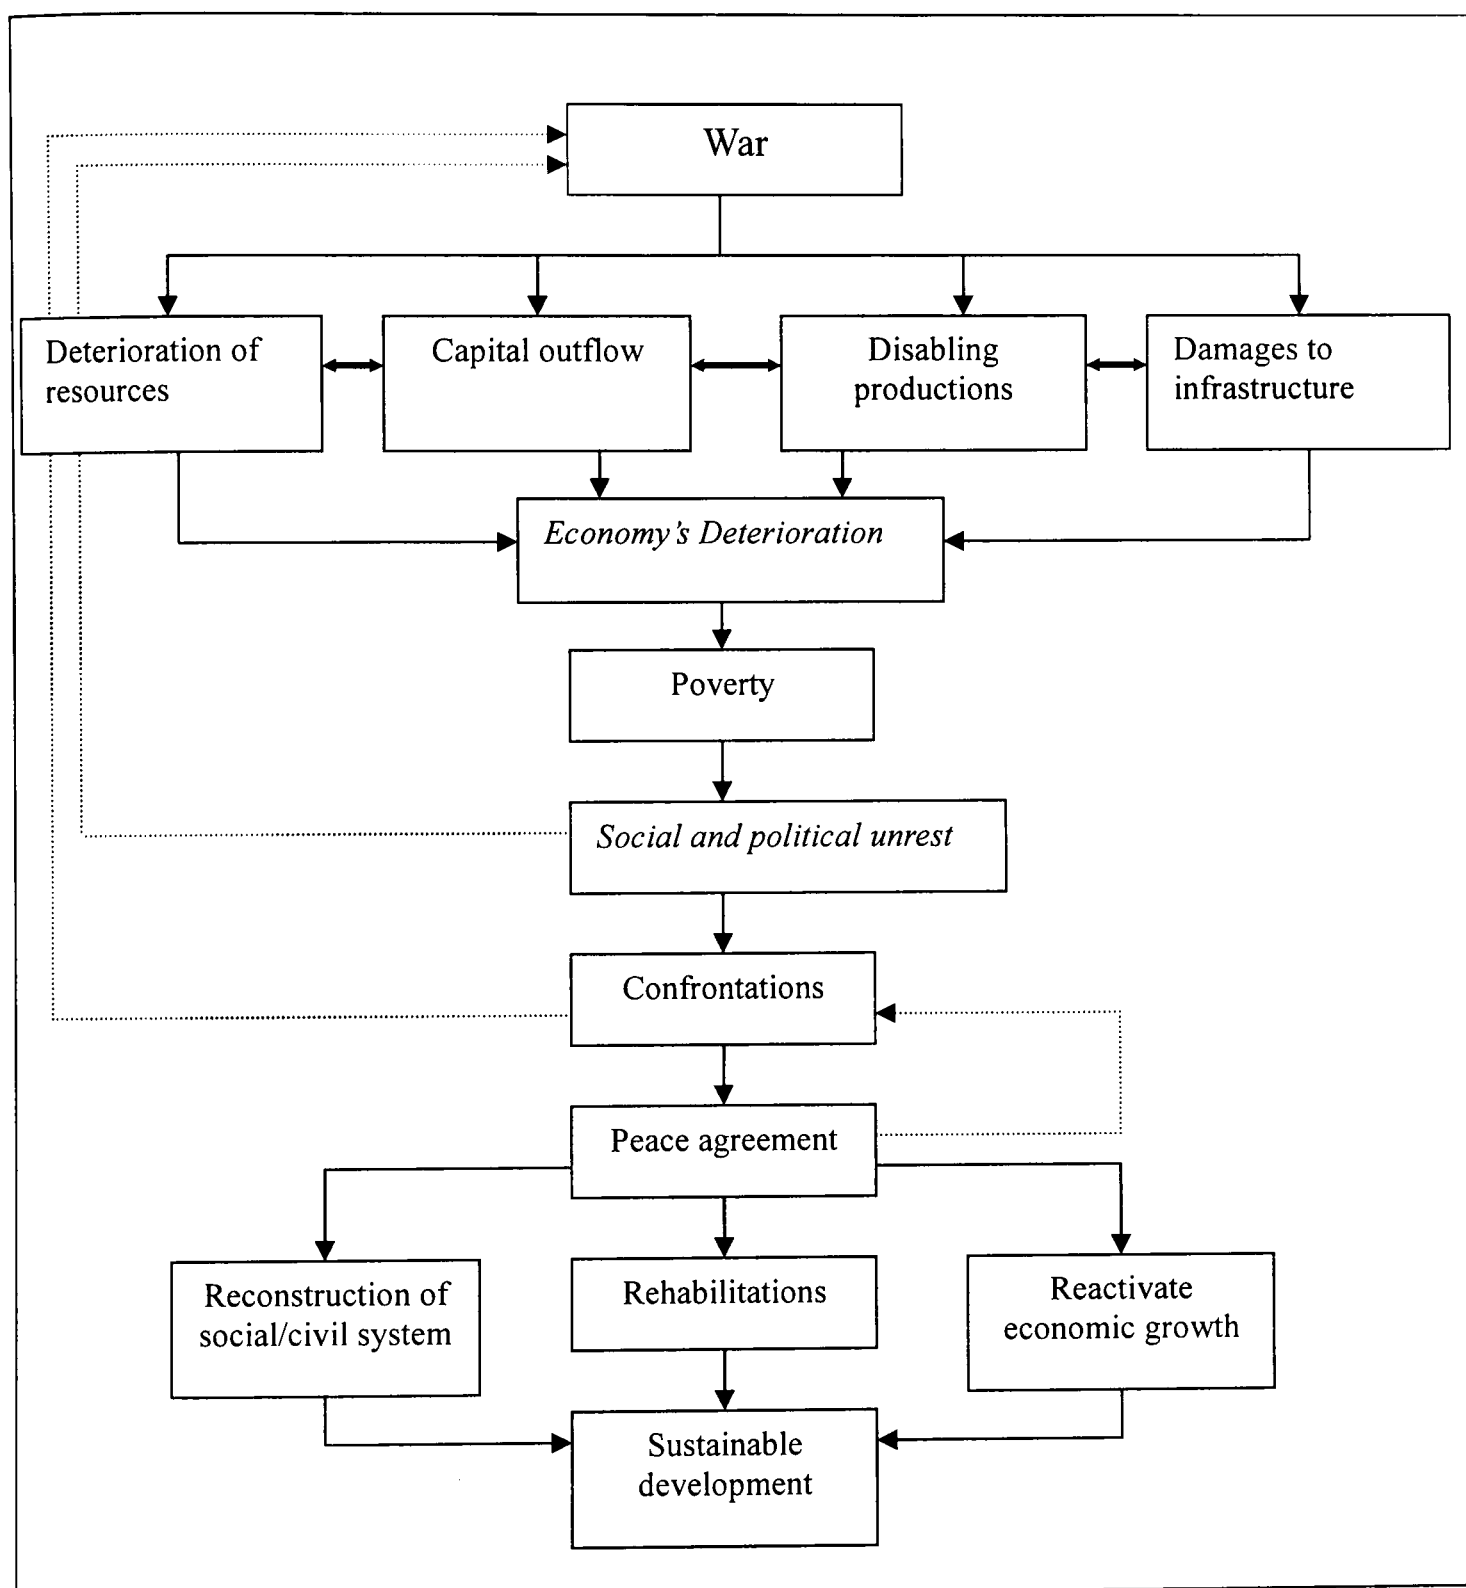 War
Deterioration of
resources
Capital outflow
Disabling
productions
Damages to
infrastructure
Economy's Deterioration
Poverty
Social and political unrest
Confrontations
Peace agreement
Reconstruction of
social/civil system
Rehabilitations
Reactivate
economic growth
Sustainable
development